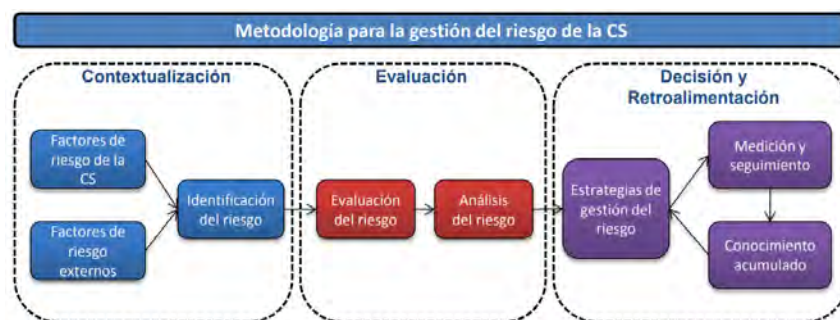 Metodología para la gestión del riesgo de la CS
Contextualización
Factores de
riesgo de la
CS
Factores de
riesgo
externos
Identificación
del riesgo
Evaluación
Evaluación
del riesgo
Análisis
del riesgo
Decisión y
Retroalimentación
Estrategias de
gestión del
riesgo
Medición y
seguimiento
Conocimiento
acumulado